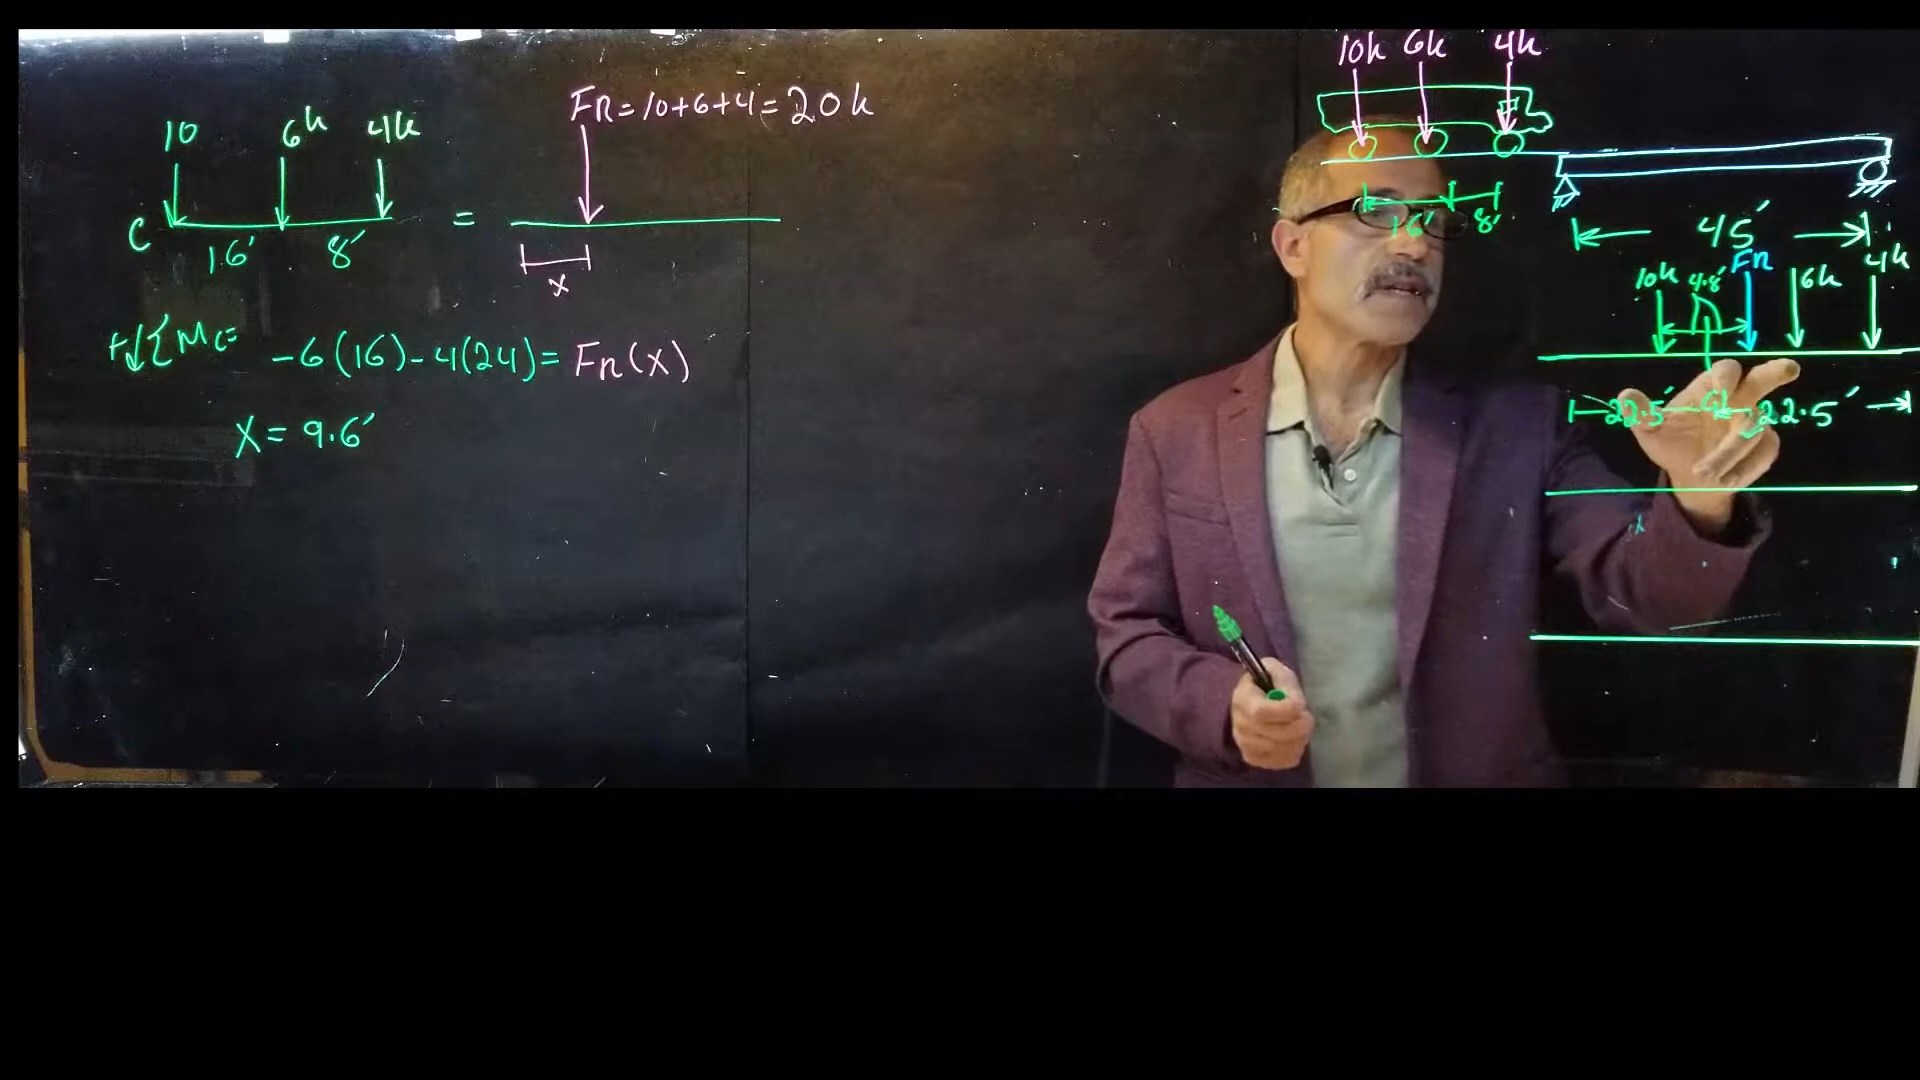 10 6k 4k
C 16' 8'
=
FR = 10+6+4 = 20k
x
+ ΣMc=
-6(16)-4(24)= FR(x)
X = 9.6'
10k 6k 4k
16' 8'
45'
10k 4.8' FR 6k 4k
22.5' 22.5'